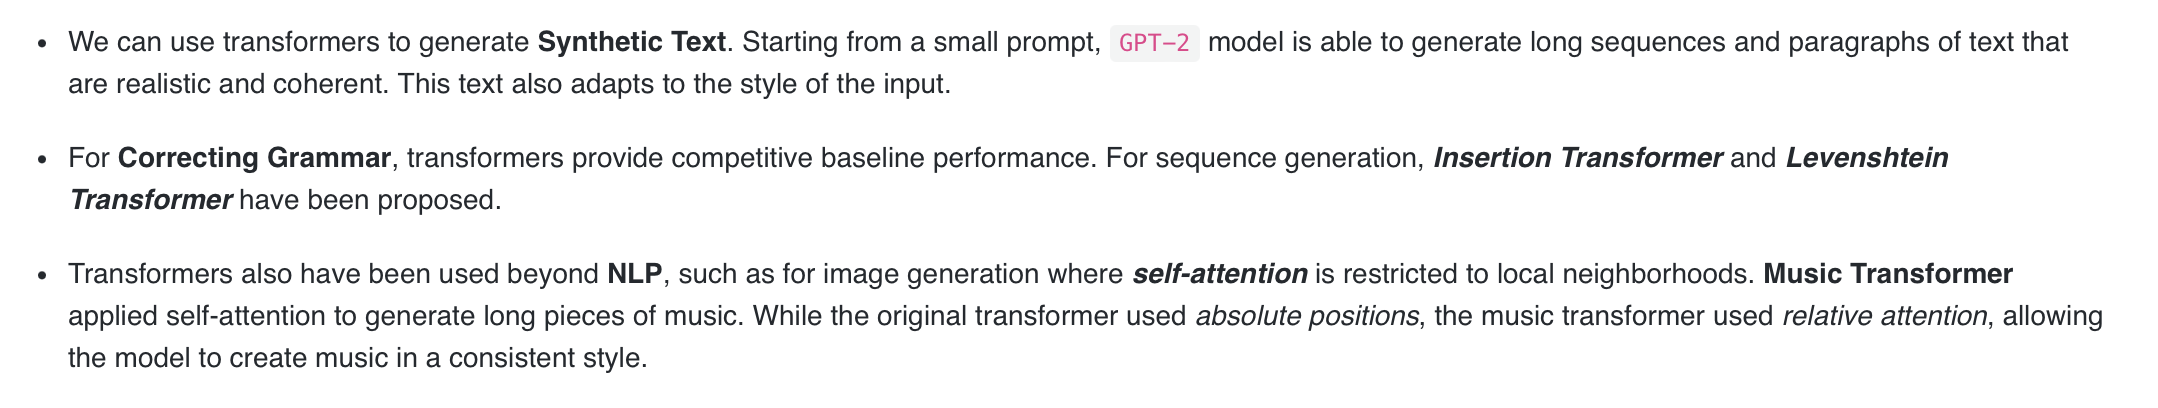 We can use transformers to generate Synthetic Text. Starting from a small prompt, GPT-2 model is able to generate long sequences and paragraphs of text that
are realistic and coherent. This text also adapts to the style of the input.
For Correcting Grammar, transformers provide competitive baseline performance. For sequence generation, Insertion Transformer and Levenshtein
Transformer have been proposed.
Transformers also have been used beyond NLP, such as for image generation where self-attention is restricted to local neighborhoods. Music Transformer
applied self-attention to generate long pieces of music. While the original transformer used absolute positions, the music transformer used relative attention, allowing
the model to create music in a consistent style.